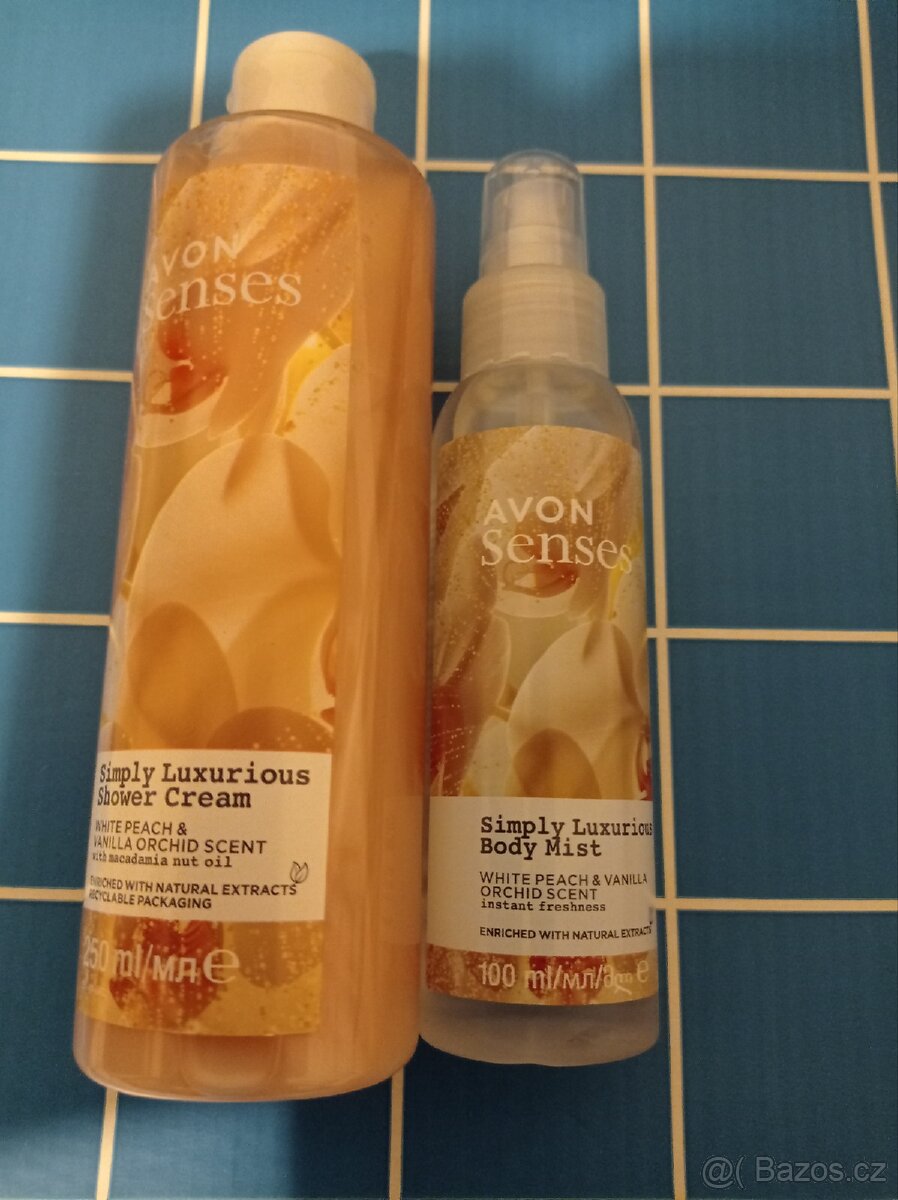 AVON
Senses
Simply Luxurious
Shower Cream
WHITE PEACH &
VANILLA ORCHID SCENT
with macadamia nut oil
ENRICHED WITH NATURAL EXTRACTS
RECYCLABLE PACKAGING
250 ml/мл e
AVON
Senses
Simply Luxurious
Body Mist
WHITE PEACH & VANILLA
ORCHID SCENT
instant freshness
ENRICHED WITH NATURAL EXTRACTS
100 ml/мл/მლ e
@( Bazos.cz